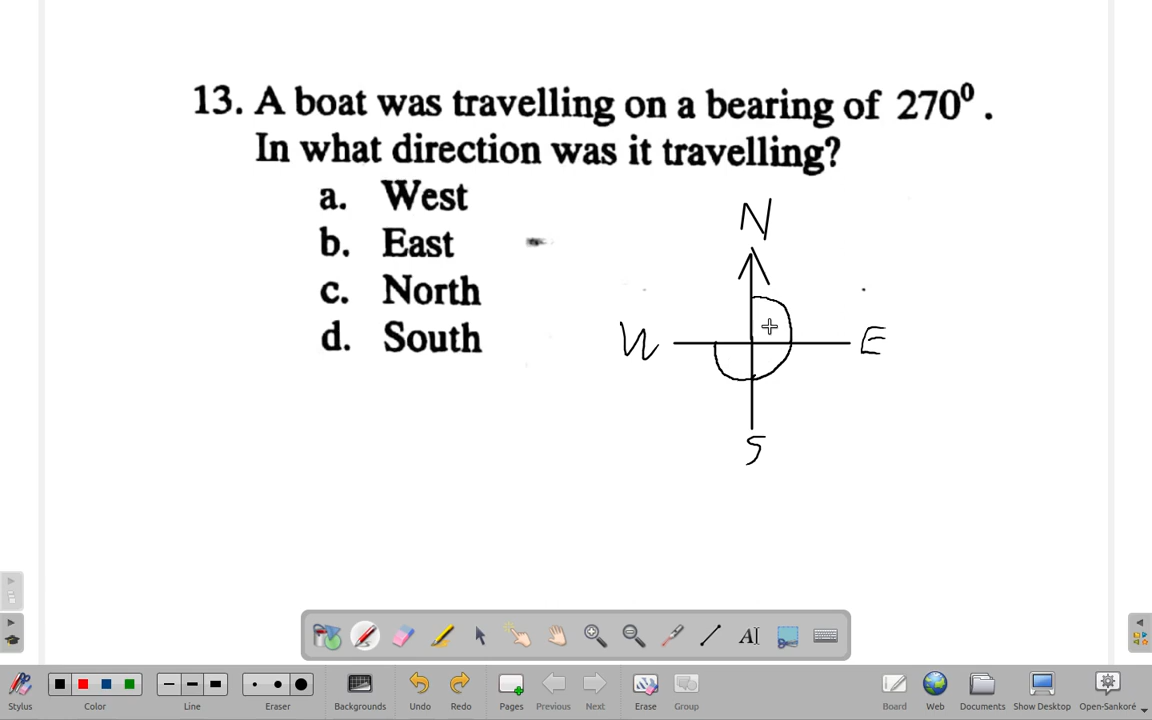 13. A boat was travelling on a bearing of 270⁰ .
In what direction was it travelling?
a. West
b. East
c. North
d. South
N
W
E
S
Stylus
Color
Line
Eraser
Backgrounds
Undo
Redo
Pages
Previous
Next
Erase
Group
Board
Web
Documents
Show Desktop
Open-Sankoré